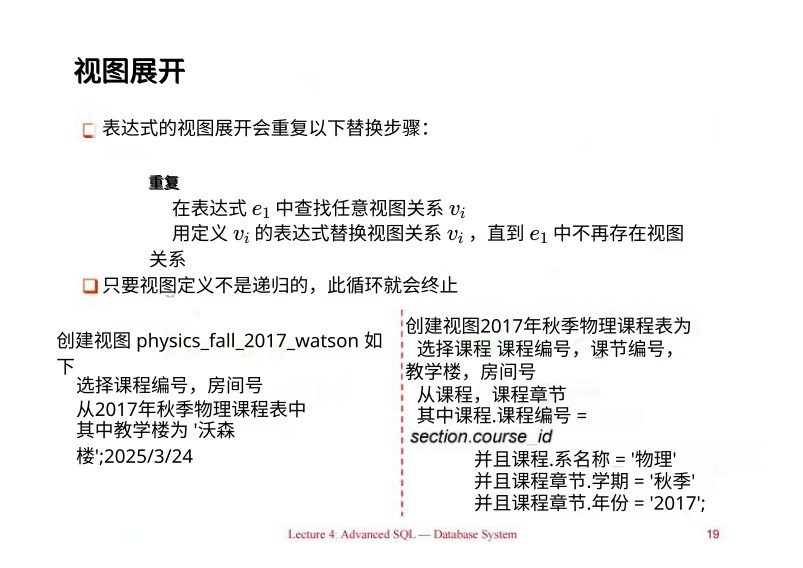 视图展开
表达式的视图展开会重复以下替换步骤：
重复
在表达式 e₁ 中查找任意视图关系 vᵢ
用定义 vᵢ 的表达式替换视图关系 vᵢ ，直到 e₁ 中不再存在视图
关系
只要视图定义不是递归的，此循环就会终止
创建视图 physics_fall_2017_watson 如
下
选择课程编号，房间号
从2017年秋季物理课程表中
其中教学楼为 '沃森
楼';2025/3/24
创建视图2017年秋季物理课程表为
选择课程 课程编号，课节编号，
教学楼，房间号
从课程，课程章节
其中课程.课程编号 =
section.course_id
并且课程.系名称 = '物理'
并且课程章节.学期 = '秋季'
并且课程章节.年份 = '2017';
Lecture 4: Advanced SQL — Database System
19